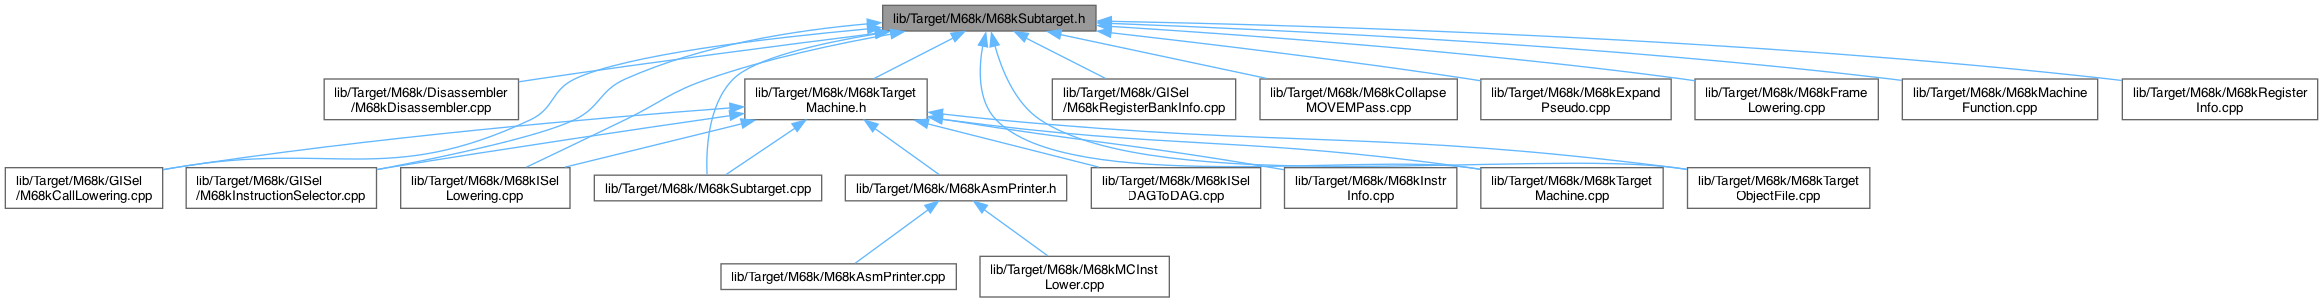 lib/Target/M68k/M68kSubtarget.h
lib/Target/M68k/Disassembler
/M68kDisassembler.cpp
lib/Target/M68k/M68kTarget
Machine.h
lib/Target/M68k/GISel
/M68kRegisterBankInfo.cpp
lib/Target/M68k/M68kCollapse
MOVEMPass.cpp
lib/Target/M68k/M68kExpand
Pseudo.cpp
lib/Target/M68k/M68kFrame
Lowering.cpp
lib/Target/M68k/M68kMachine
Function.cpp
lib/Target/M68k/M68kRegister
Info.cpp
lib/Target/M68k/GISel
/M68kCallLowering.cpp
lib/Target/M68k/GISel
/M68kInstructionSelector.cpp
lib/Target/M68k/M68kISel
Lowering.cpp
lib/Target/M68k/M68kSubtarget.cpp
lib/Target/M68k/M68kAsmPrinter.h
lib/Target/M68k/M68kISel
DAGToDAG.cpp
lib/Target/M68k/M68kInstr
Info.cpp
lib/Target/M68k/M68kTarget
Machine.cpp
lib/Target/M68k/M68kTarget
ObjectFile.cpp
lib/Target/M68k/M68kAsmPrinter.cpp
lib/Target/M68k/M68kMCInst
Lower.cpp